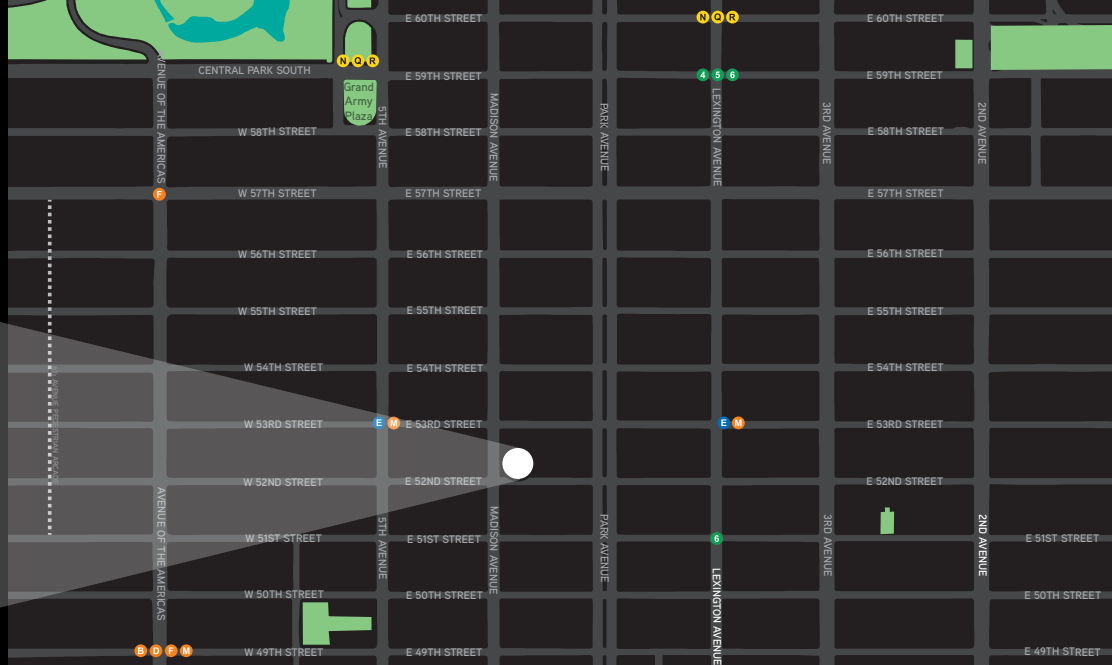 E 60TH STREET
N Q R
E 60TH STREET
N Q R
CENTRAL PARK SOUTH
E 59TH STREET
4 5 6
E 59TH STREET
Grand
Army
Plaza
AVENUE OF THE AMERICAS
5TH AVENUE
MADISON AVENUE
PARK AVENUE
LEXINGTON AVENUE
3RD AVENUE
2ND AVENUE
W 58TH STREET
E 58TH STREET
E 58TH STREET
F
W 57TH STREET
E 57TH STREET
E 57TH STREET
W 56TH STREET
E 56TH STREET
E 56TH STREET
W 55TH STREET
E 55TH STREET
E 55TH STREET
W 54TH STREET
E 54TH STREET
E 54TH STREET
W 53RD STREET
E M
E 53RD STREET
E M
E 53RD STREET
W 52ND STREET
E 52ND STREET
E 52ND STREET
AVENUE OF THE AMERICAS
5TH AVENUE
MADISON AVENUE
PARK AVENUE
LEXINGTON AVENUE
3RD AVENUE
2ND AVENUE
W 51ST STREET
E 51ST STREET
6
E 51ST STREET
W 50TH STREET
E 50TH STREET
E 50TH STREET
B D F M
W 49TH STREET
E 49TH STREET
E 49TH STREET